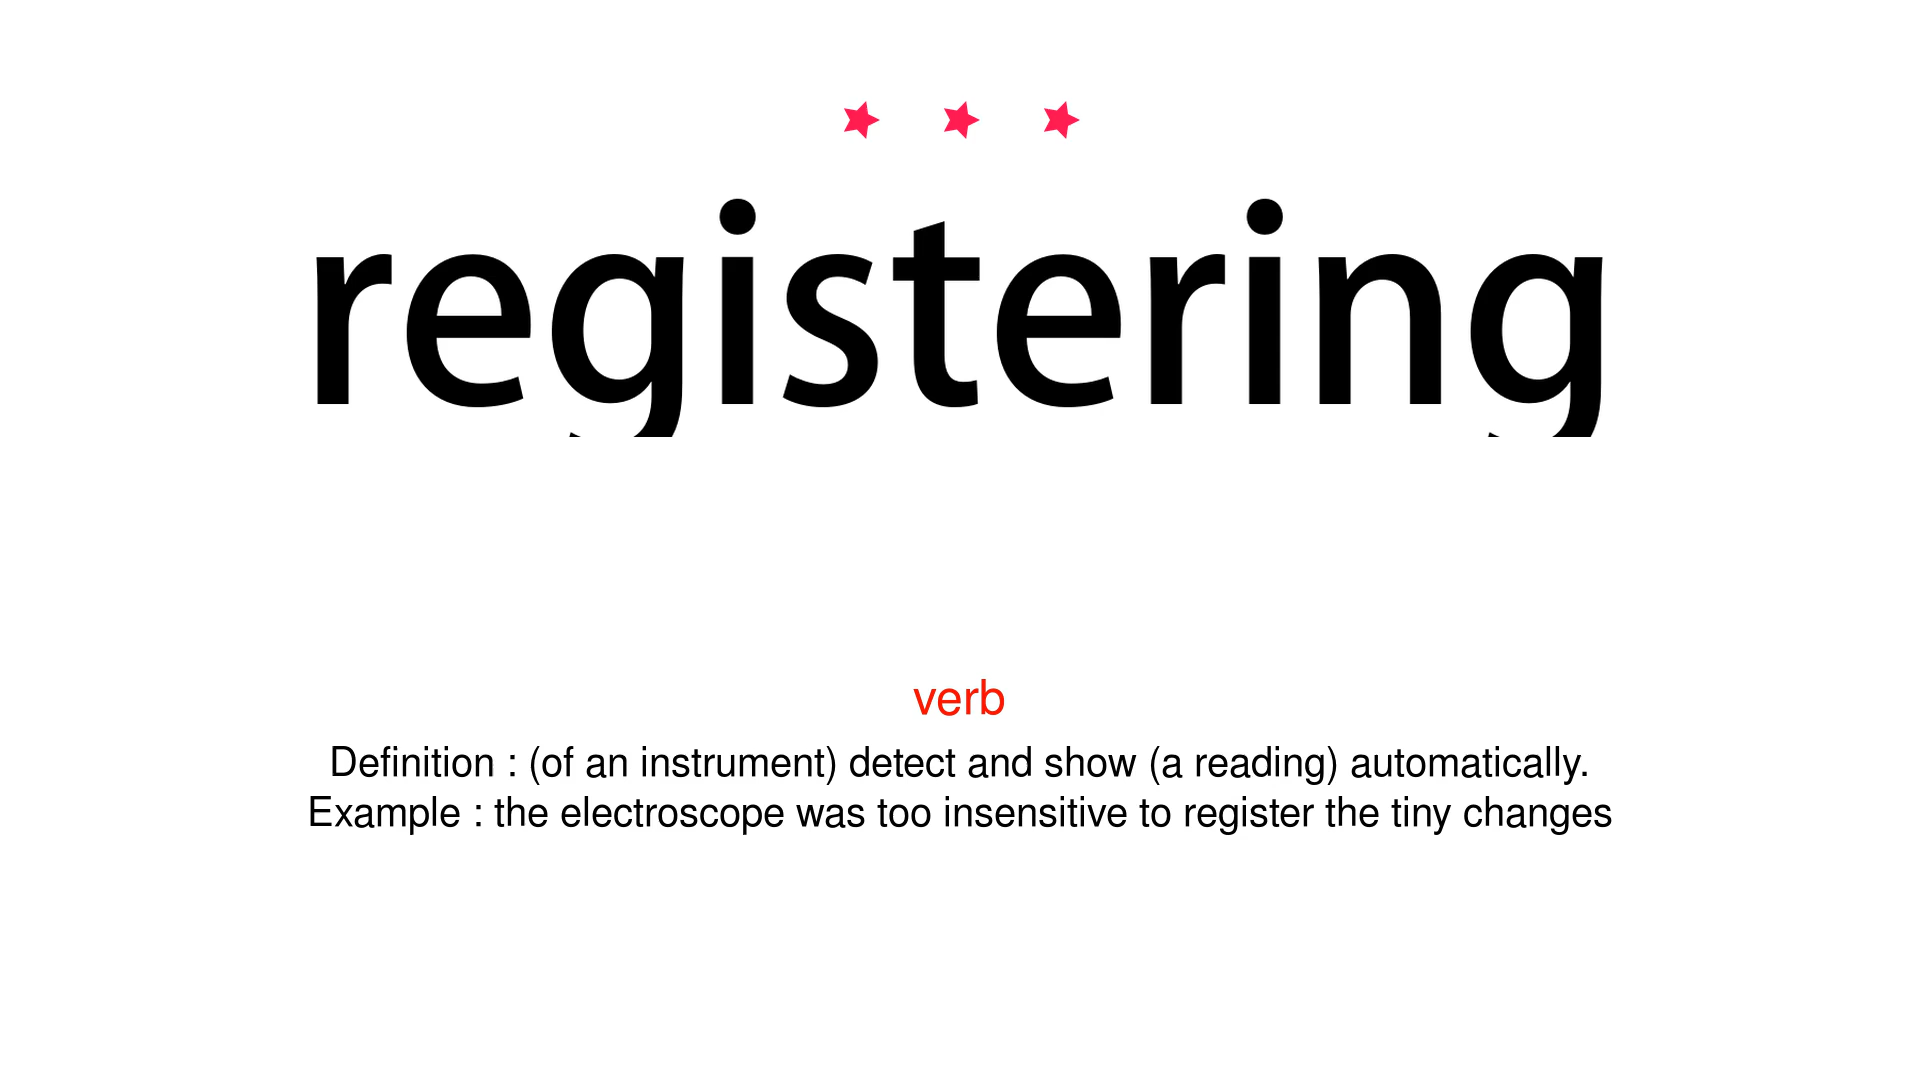 registering
verb
Definition : (of an instrument) detect and show (a reading) automatically.
Example : the electroscope was too insensitive to register the tiny changes